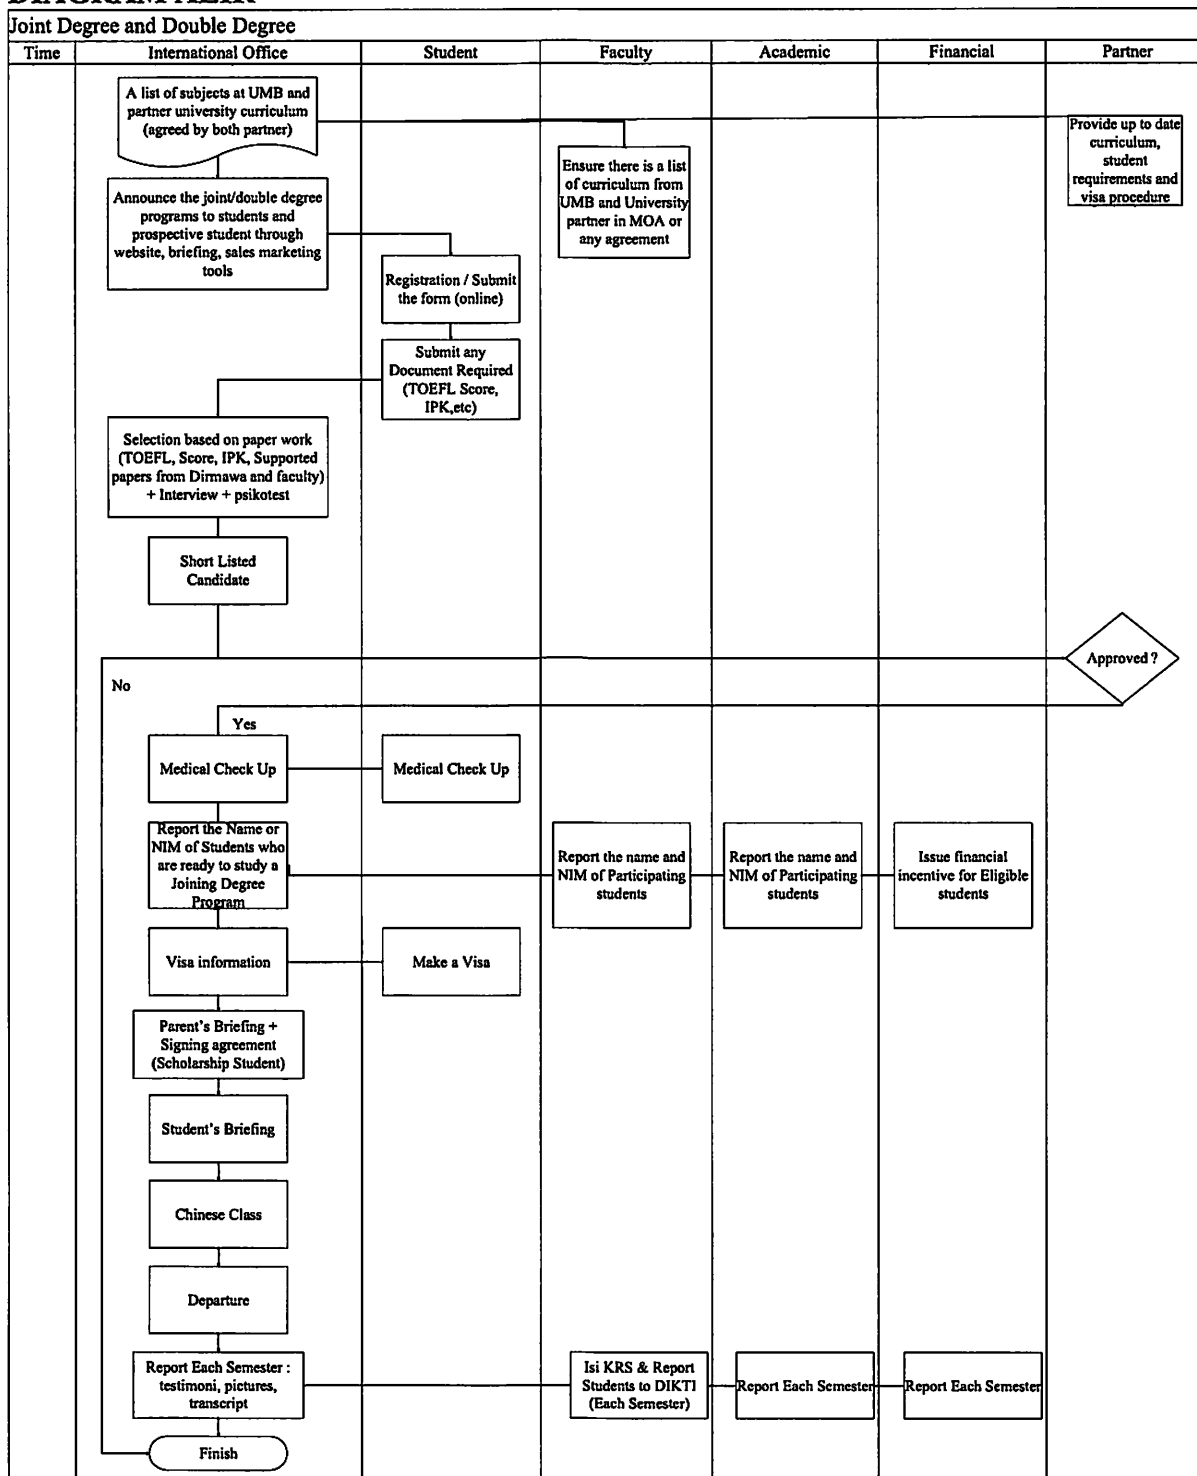 Joint Degree and Double Degree
Time
International Office
Student
Faculty
Academic
Financial
Partner
A list of subjects at UMB and
partner university curriculum
(agreed by both partner)
Provide up to date
curriculum,
student
requirements and
visa procedure
Ensure there is a list
of curriculum from
UMB and University
partner in MOA or
any agreement
Announce the joint/double degree
programs to students and
prospective student through
website, briefing, sales marketing
tools
Registration / Submit
the form (online)
Submit any
Document Required
(TOEFL Score,
IPK,etc)
Selection based on paper work
(TOEFL, Score, IPK, Supported
papers from Dirmawa and faculty)
+ Interview + psikotest
Short Listed
Candidate
Approved ?
No
Yes
Medical Check Up
Medical Check Up
Report the Name or
NIM of Students who
are ready to study a
Joining Degree
Program
Report the name and
NIM of Participating
students
Report the name and
NIM of Participating
students
Issue financial
incentive for Eligible
students
Visa information
Make a Visa
Parent's Briefing +
Signing agreement
(Scholarship Student)
Student's Briefing
Chinese Class
Departure
Report Each Semester :
testimoni, pictures,
transcript
Isi KRS & Report
Students to DIKTI
(Each Semester)
Report Each Semester
Report Each Semester
Finish